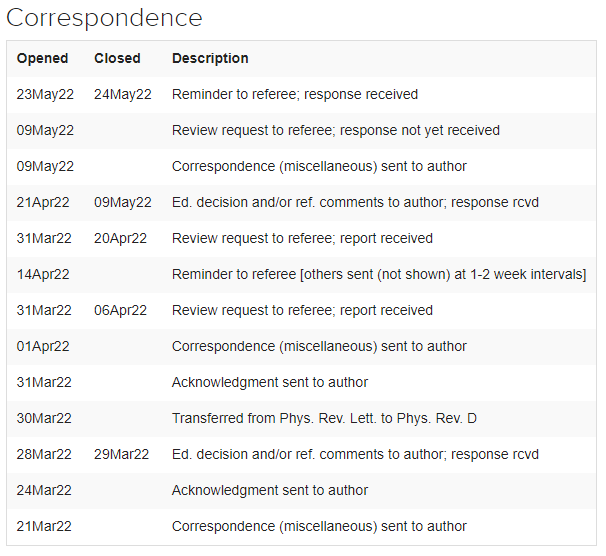 Correspondence
Opened Closed Description
23May22 24May22 Reminder to referee; response received
09May22 Review request to referee; response not yet received
09May22 Correspondence (miscellaneous) sent to author
21Apr22 09May22 Ed. decision and/or ref. comments to author; response rcvd
31Mar22 20Apr22 Review request to referee; report received
14Apr22 Reminder to referee [others sent (not shown) at 1-2 week intervals]
31Mar22 06Apr22 Review request to referee; report received
01Apr22 Correspondence (miscellaneous) sent to author
31Mar22 Acknowledgment sent to author
30Mar22 Transferred from Phys. Rev. Lett. to Phys. Rev. D
28Mar22 29Mar22 Ed. decision and/or ref. comments to author; response rcvd
24Mar22 Acknowledgment sent to author
21Mar22 Correspondence (miscellaneous) sent to author